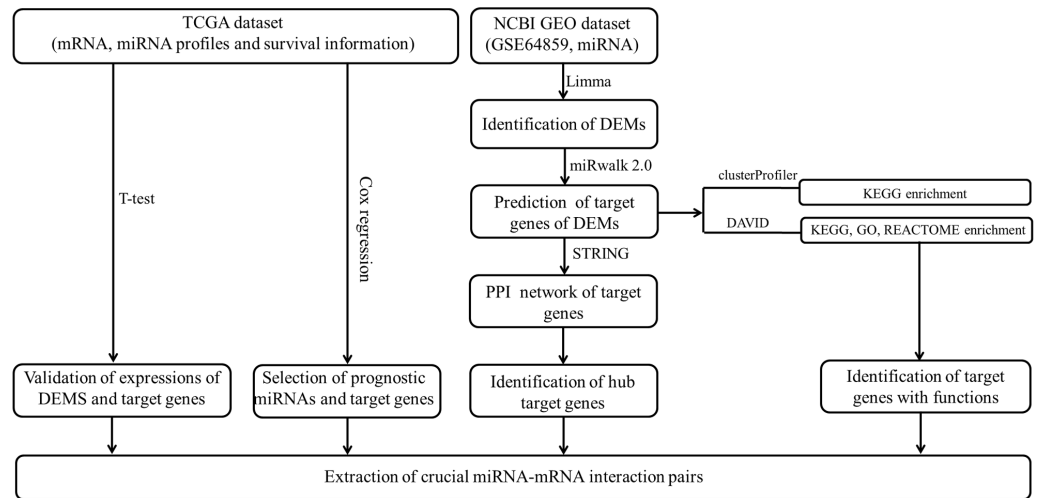 TCGA dataset
(mRNA, miRNA profiles and survival information)
NCBI GEO dataset
(GSE64859, miRNA)
Limma
Identification of DEMs
miRwalk 2.0
clusterProfiler
KEGG enrichment
T-test
Cox regression
Prediction of target
genes of DEMs
DAVID
KEGG, GO, REACTOME enrichment
STRING
PPI network of target
genes
Validation of expressions of
DEMS and target genes
Selection of prognostic
miRNAs and target genes
Identification of hub
target genes
Identification of target
genes with functions
Extraction of crucial miRNA-mRNA interaction pairs